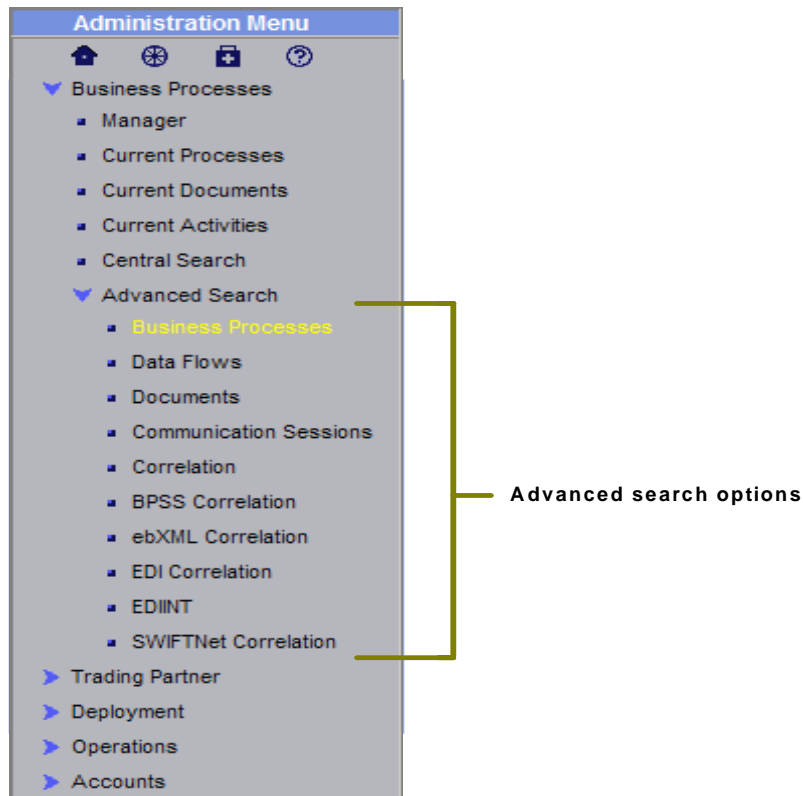 Administration Menu
Business Processes
Manager
Current Processes
Current Documents
Current Activities
Central Search
Advanced Search
Business Processes
Data Flows
Documents
Communication Sessions
Correlation
BPSS Correlation
ebXML Correlation
EDI Correlation
EDIINT
SWIFTNet Correlation
Trading Partner
Deployment
Operations
Accounts
Advanced search options